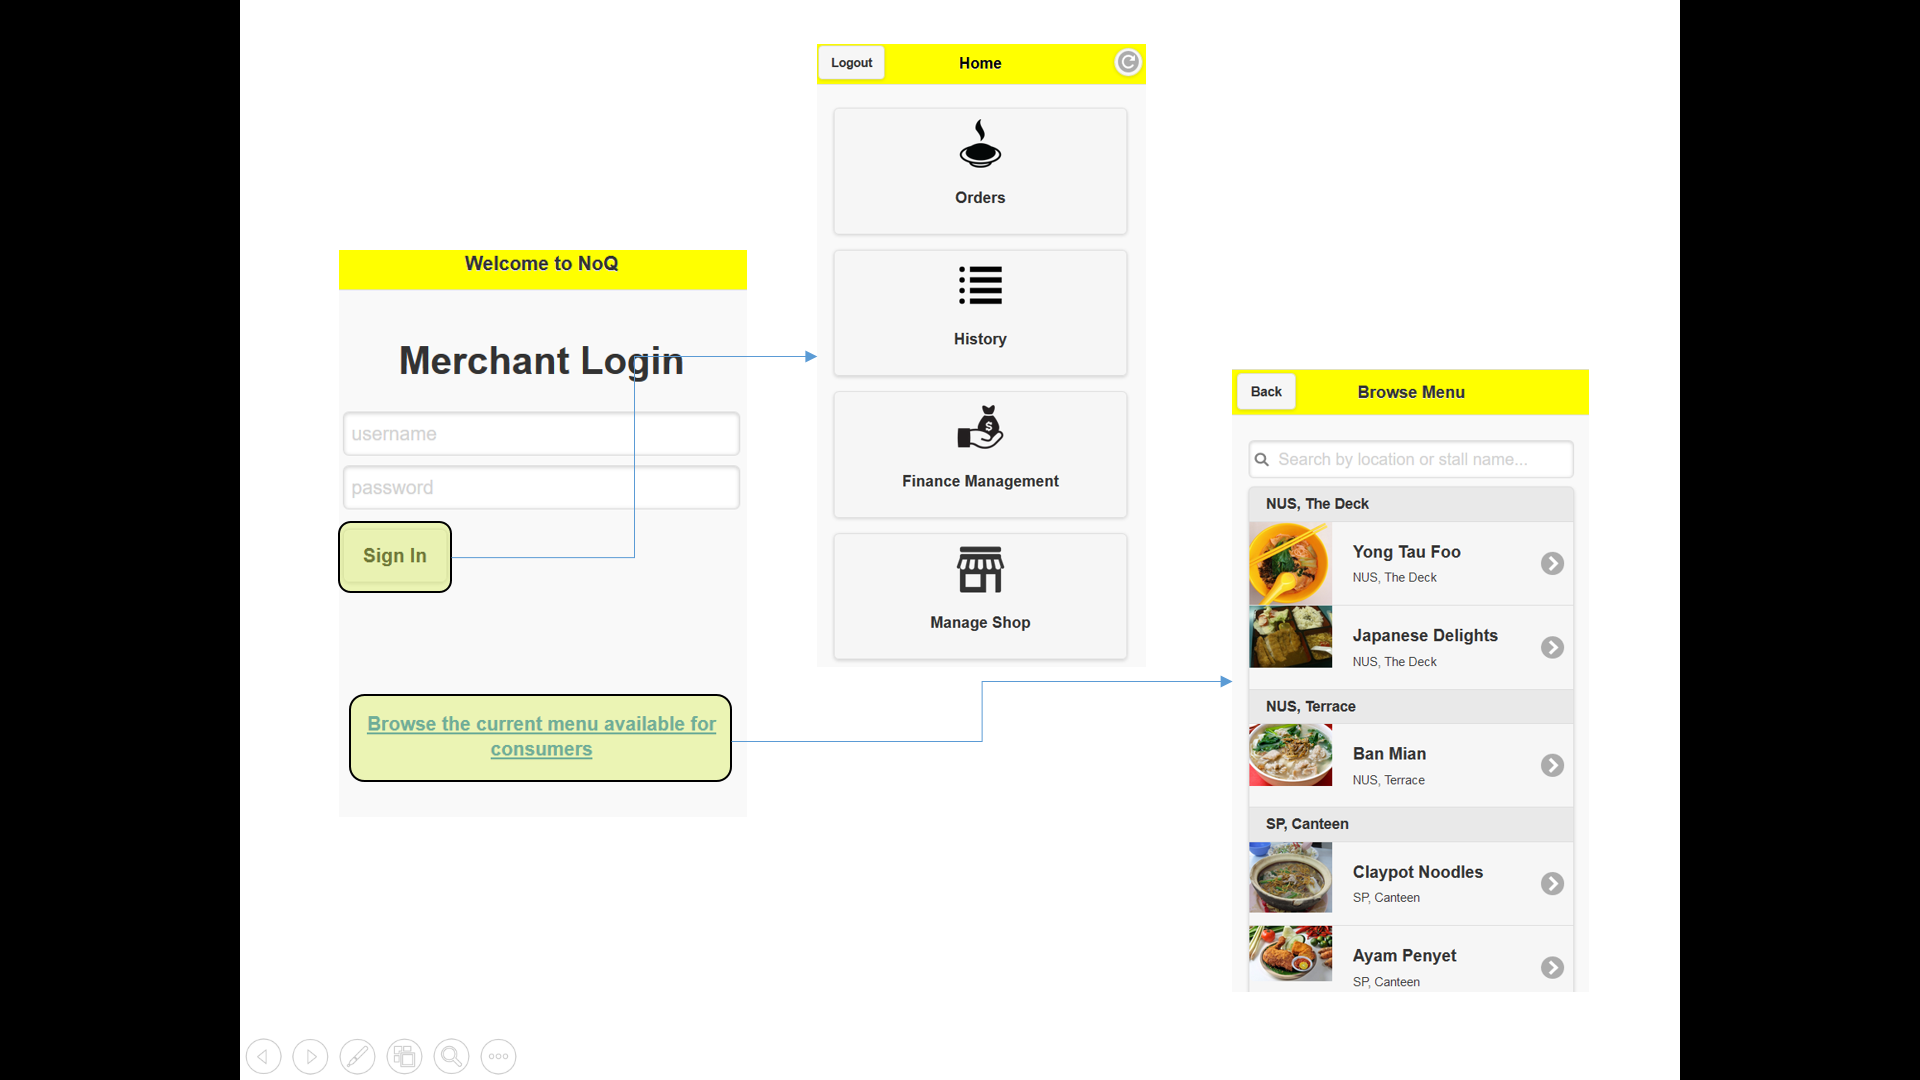 Welcome to NoQ
Merchant Login
username
password
Sign In
Browse the current menu available for
consumers
Logout
Home
Orders
History
$
Finance Management
Manage Shop
Back
Browse Menu
Search by location or stall name...
NUS, The Deck
Yong Tau Foo
NUS, The Deck
Japanese Delights
NUS, The Deck
NUS, Terrace
Ban Mian
NUS, Terrace
SP, Canteen
Claypot Noodles
SP, Canteen
Ayam Penyet
SP, Canteen